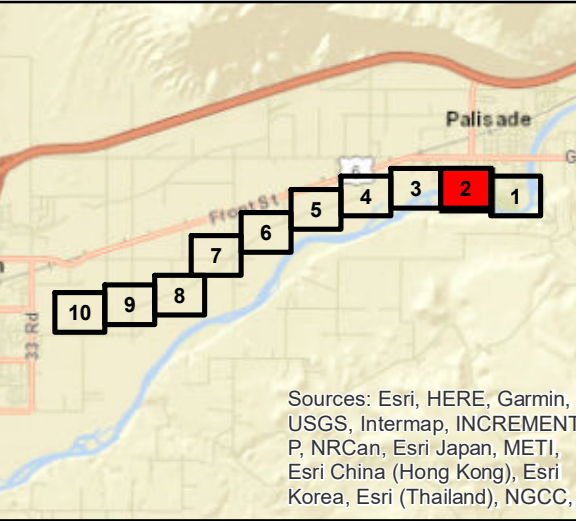 Palisade
G
6
Front St
1
2
3
4
5
6
7
8
9
10
n
33 Rd
Sources: Esri, HERE, Garmin,
USGS, Intermap, INCREMENT
P, NRCan, Esri Japan, METI,
Esri China (Hong Kong), Esri
Korea, Esri (Thailand), NGCC,